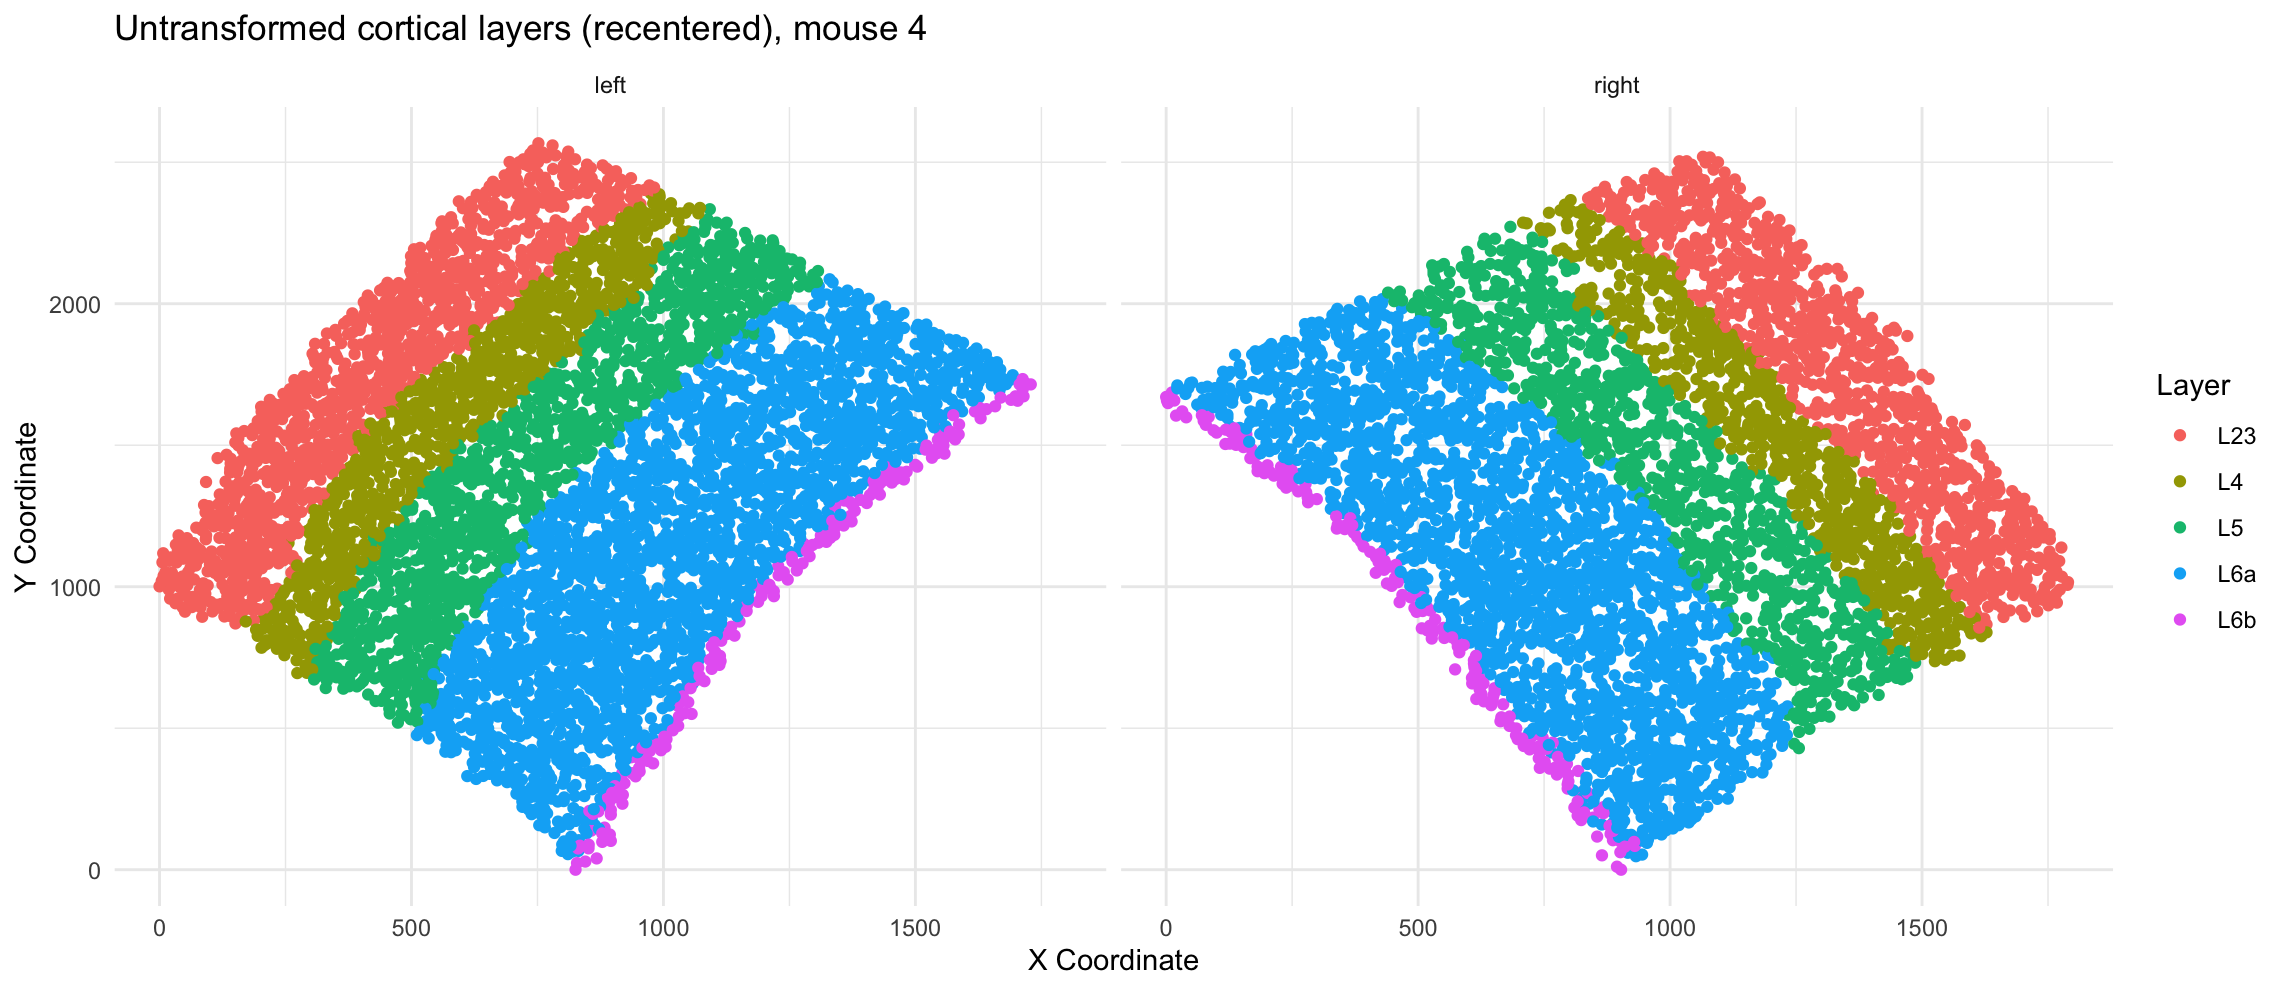 Untransformed cortical layers (recentered), mouse 4
left
right
Y Coordinate
2000
1000
0
0
500
1000
1500
0
500
1000
1500
X Coordinate
Layer
L23
L4
L5
L6a
L6b